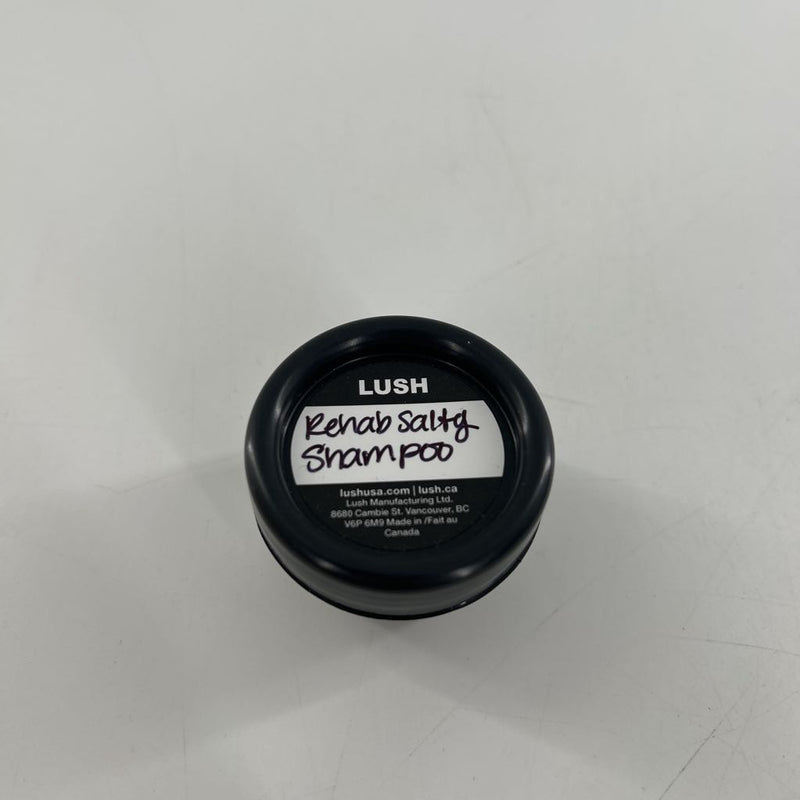 LUSH
Rehab Salty
Shampoo
lushusa.com | lush.ca
Lush Manufacturing Ltd.
8680 Cambie St. Vancouver, BC
V6P 6M9 Made in /Fait au
Canada